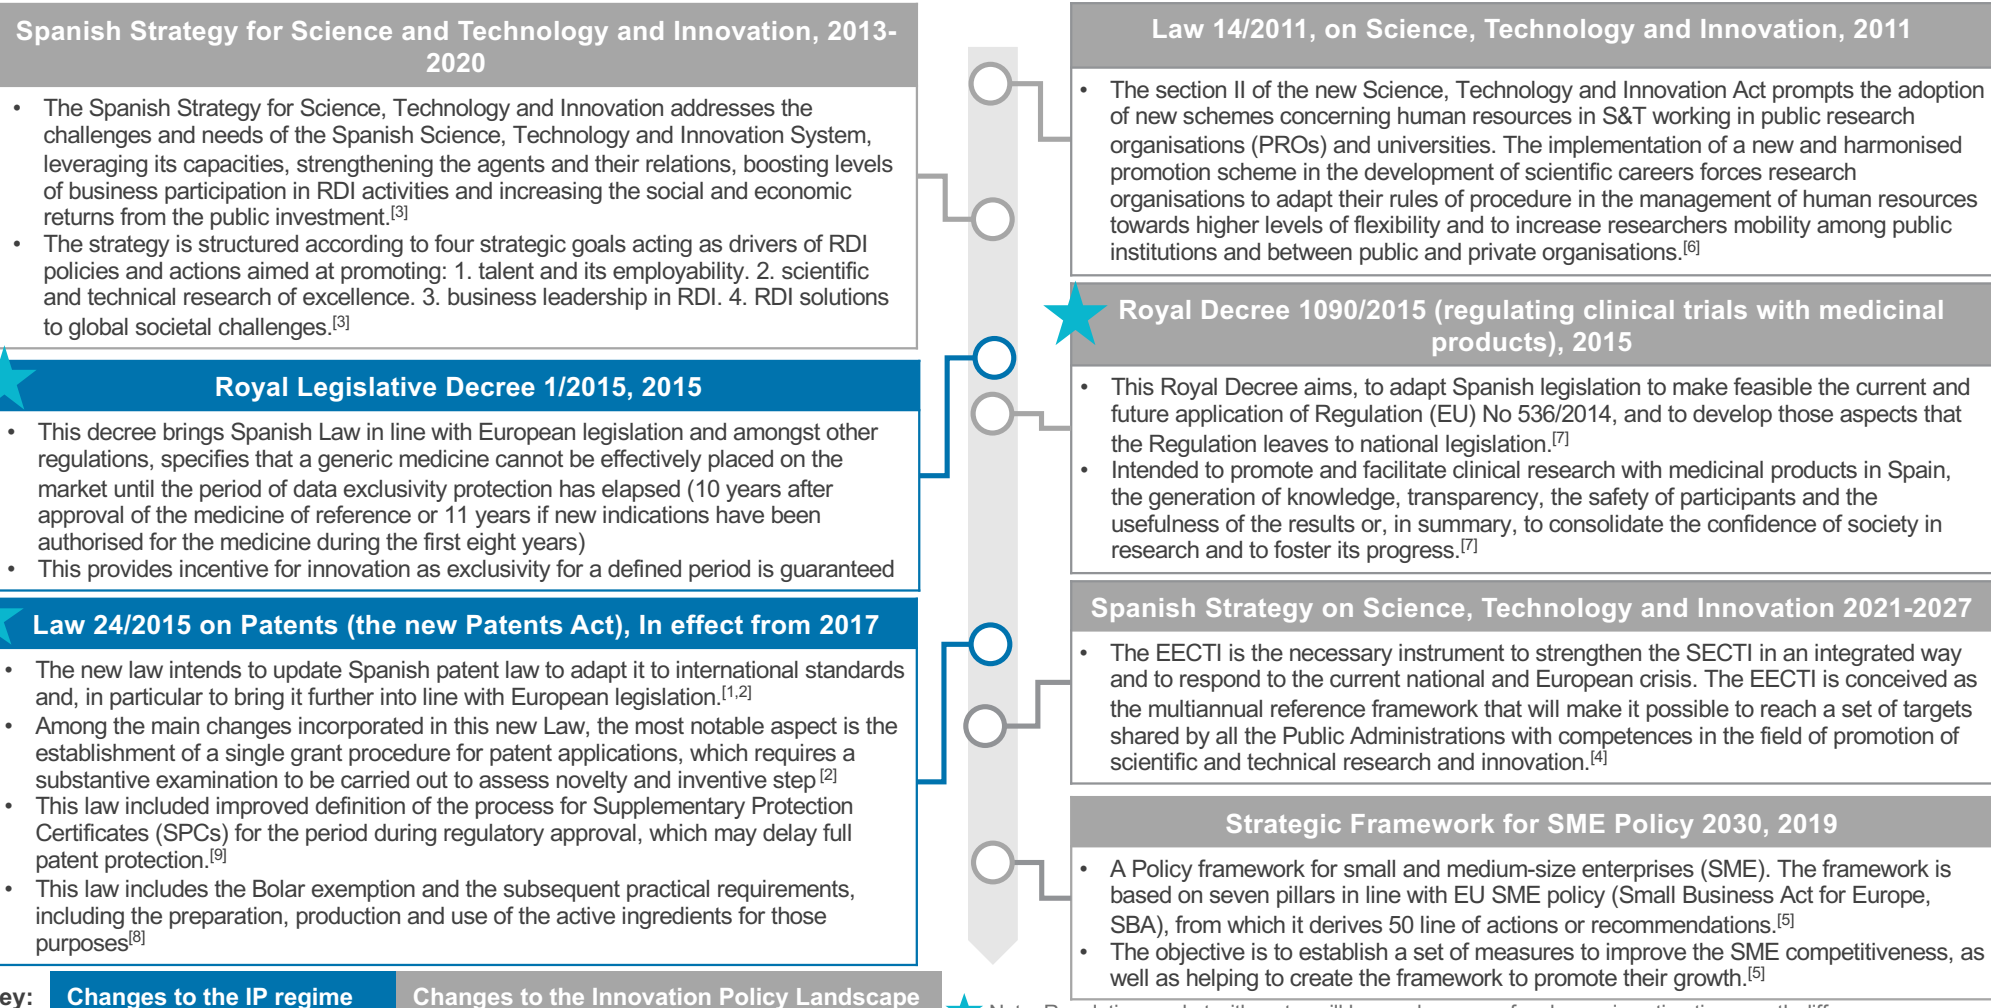 Spanish Strategy for Science and Technology and Innovation, 2013-
2020
• The Spanish Strategy for Science, Technology and Innovation addresses the
challenges and needs of the Spanish Science, Technology and Innovation System,
leveraging its capacities, strengthening the agents and their relations, boosting levels
of business participation in RDI activities and increasing the social and economic
returns from the public investment.[3]
• The strategy is structured according to four strategic goals acting as drivers of RDI
policies and actions aimed at promoting: 1. talent and its employability. 2. scientific
and technical research of excellence. 3. business leadership in RDI. 4. RDI solutions
to global societal challenges.[3]
Royal Legislative Decree 1/2015, 2015
• This decree brings Spanish Law in line with European legislation and amongst other
regulations, specifies that a generic medicine cannot be effectively placed on the
market until the period of data exclusivity protection has elapsed (10 years after
approval of the medicine of reference or 11 years if new indications have been
authorised for the medicine during the first eight years)
• This provides incentive for innovation as exclusivity for a defined period is guaranteed
Law 24/2015 on Patents (the new Patents Act), In effect from 2017
• The new law intends to update Spanish patent law to adapt it to international standards
and, in particular to bring it further into line with European legislation.[1,2]
• Among the main changes incorporated in this new Law, the most notable aspect is the
establishment of a single grant procedure for patent applications, which requires a
substantive examination to be carried out to assess novelty and inventive step [2]
• This law included improved definition of the process for Supplementary Protection
Certificates (SPCs) for the period during regulatory approval, which may delay full
patent protection.[9]
• This law includes the Bolar exemption and the subsequent practical requirements,
including the preparation, production and use of the active ingredients for those
purposes[8]
Law 14/2011, on Science, Technology and Innovation, 2011
• The section II of the new Science, Technology and Innovation Act prompts the adoption
of new schemes concerning human resources in S&T working in public research
organisations (PROs) and universities. The implementation of a new and harmonised
promotion scheme in the development of scientific careers forces research
organisations to adapt their rules of procedure in the management of human resources
towards higher levels of flexibility and to increase researchers mobility among public
institutions and between public and private organisations.[6]
Royal Decree 1090/2015 (regulating clinical trials with medicinal
products), 2015
• This Royal Decree aims, to adapt Spanish legislation to make feasible the current and
future application of Regulation (EU) No 536/2014, and to develop those aspects that
the Regulation leaves to national legislation.[7]
• Intended to promote and facilitate clinical research with medicinal products in Spain,
the generation of knowledge, transparency, the safety of participants and the
usefulness of the results or, in summary, to consolidate the confidence of society in
research and to foster its progress.[7]
Spanish Strategy on Science, Technology and Innovation 2021-2027
• The EECTI is the necessary instrument to strengthen the SECTI in an integrated way
and to respond to the current national and European crisis. The EECTI is conceived as
the multiannual reference framework that will make it possible to reach a set of targets
shared by all the Public Administrations with competences in the field of promotion of
scientific and technical research and innovation.[4]
Strategic Framework for SME Policy 2030, 2019
• A Policy framework for small and medium-size enterprises (SME). The framework is
based on seven pillars in line with EU SME policy (Small Business Act for Europe,
SBA), from which it derives 50 line of actions or recommendations.[5]
• The objective is to establish a set of measures to improve the SME competitiveness, as
well as helping to create the framework to promote their growth.[5]
ey:
Changes to the IP regime
Changes to the Innovation Policy Landscape